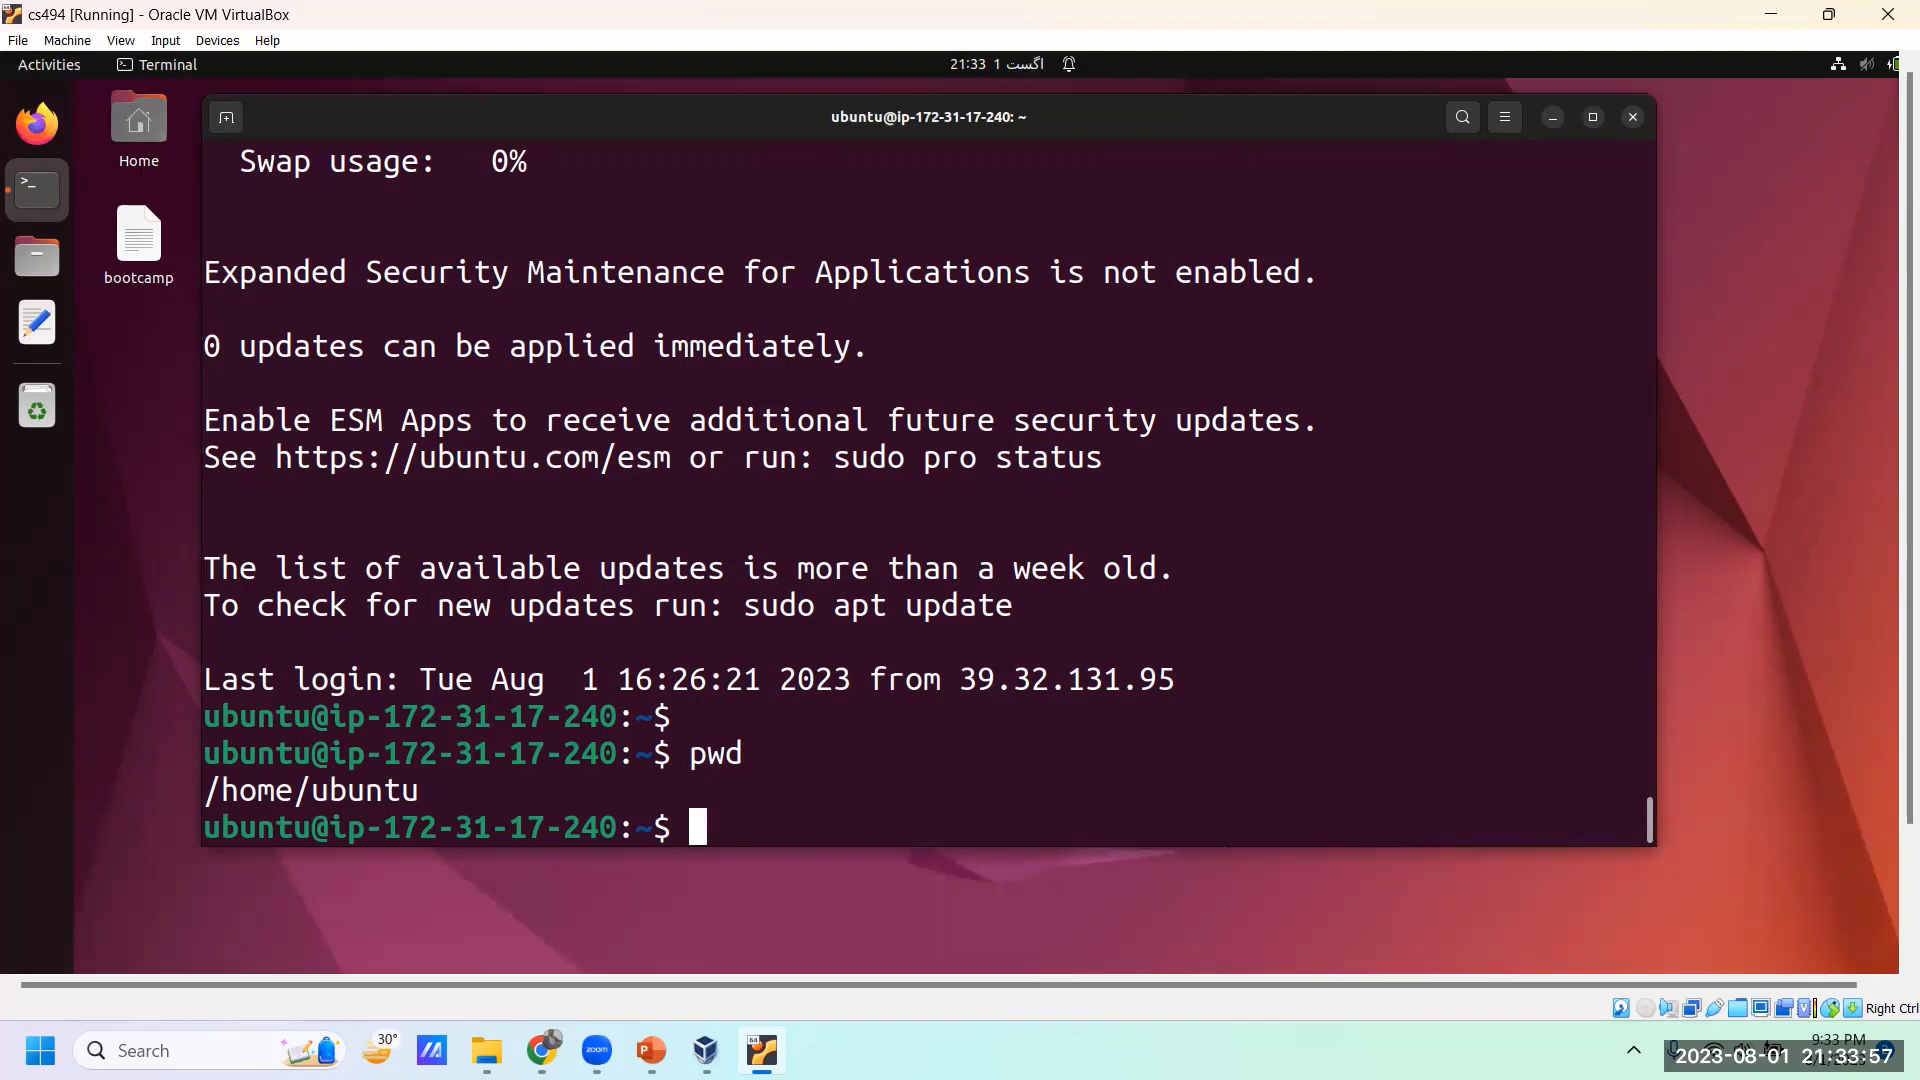 cs494 [Running] - Oracle VM VirtualBox
File Machine View Input Devices Help
Activities Terminal 21:33 1 اگست
ubuntu@ip-172-31-17-240: ~
Home
bootcamp
Swap usage: 0%
Expanded Security Maintenance for Applications is not enabled.
0 updates can be applied immediately.
Enable ESM Apps to receive additional future security updates.
See https://ubuntu.com/esm or run: sudo pro status
The list of available updates is more than a week old.
To check for new updates run: sudo apt update
Last login: Tue Aug  1 16:26:21 2023 from 39.32.131.95
ubuntu@ip-172-31-17-240:~$
ubuntu@ip-172-31-17-240:~$ pwd
/home/ubuntu
ubuntu@ip-172-31-17-240:~$
Right Ctrl
Search 30° zoom 64 9:33 PM
2023-08-01 21:33:57